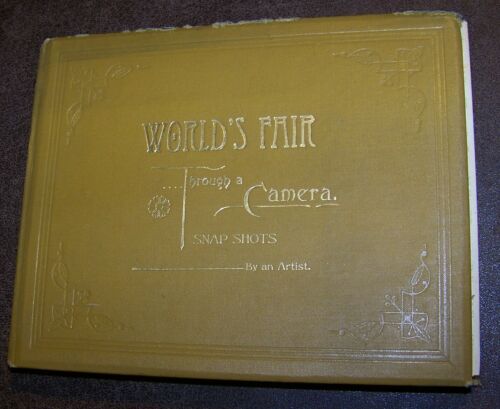 WORLD'S FAIR
....Through a
Camera.
SNAP SHOTS
By an Artist.